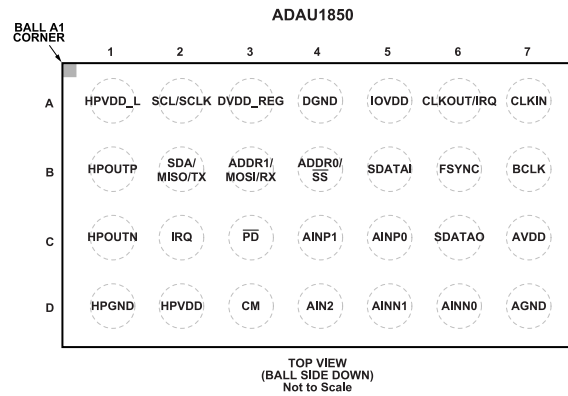 ADAU1850
BALL A1
CORNER
1 2 3 4 5 6 7
A HPVDD_L SCL/SCLK DVDD_REG DGND IOVDD CLKOUT/IRQ CLKIN
B HPOUTP SDA/ MISO/TX ADDR1/ MOSI/RX ADDR0/ SS SDATAI FSYNC BCLK
C HPOUTN IRQ PD AINP1 AINP0 SDATAO AVDD
D HPGND HPVDD CM AIN2 AINN1 AINN0 AGND
TOP VIEW
(BALL SIDE DOWN)
Not to Scale